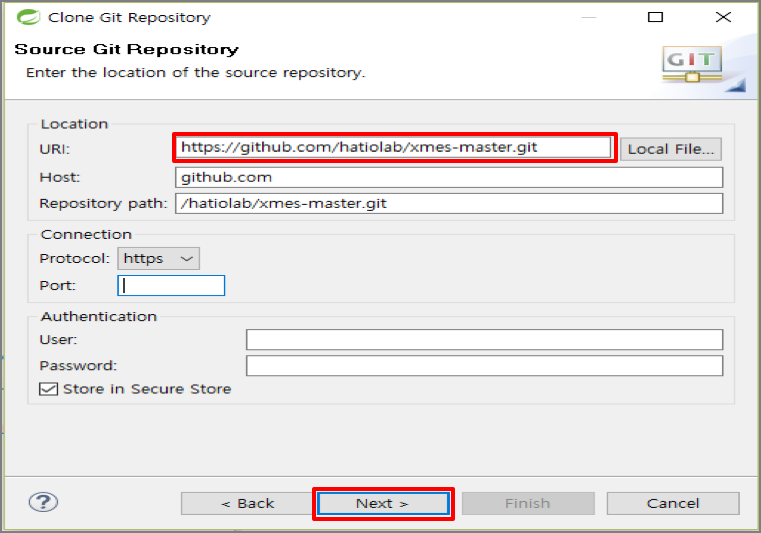 Clone Git Repository
Source Git Repository
Enter the location of the source repository.
GIT
Location
URI: https://github.com/hatiolab/xmes-master.git Local File...
Host: github.com
Repository path: /hatiolab/xmes-master.git
Connection
Protocol: https
Port:
Authentication
User:
Password:
Store in Secure Store
? < Back Next > Finish Cancel